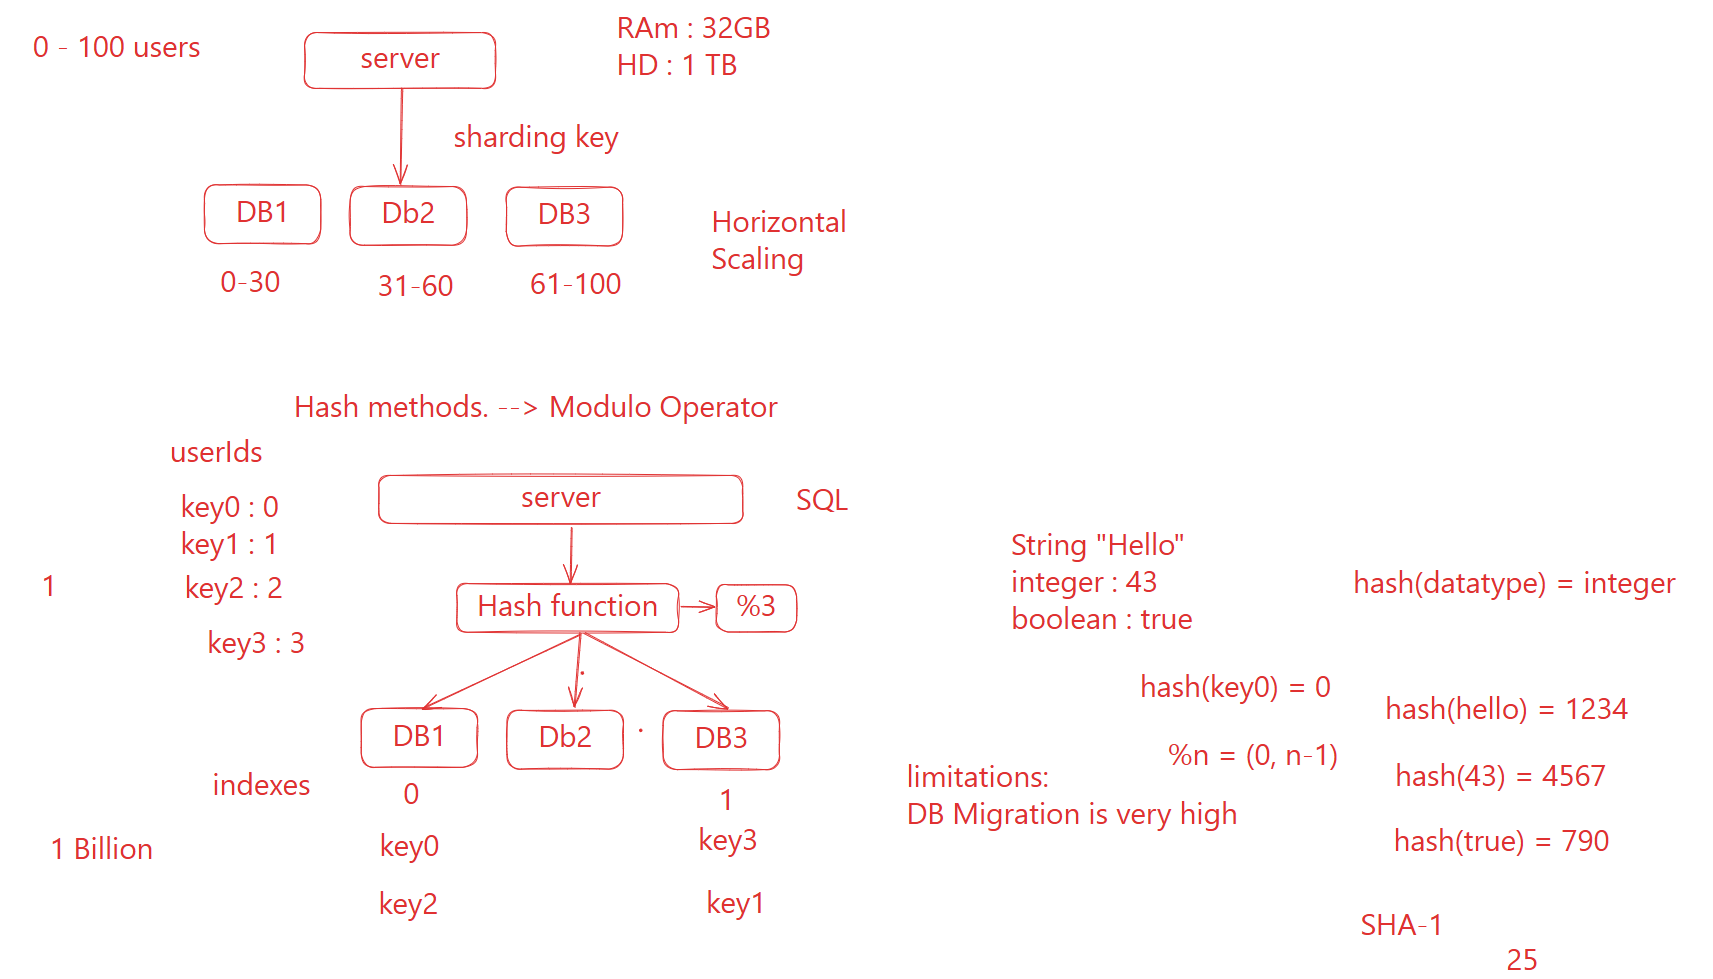 0 - 100 users
server
RAm : 32GB
HD : 1 TB
sharding key
DB1
Db2
DB3
Horizontal
Scaling
0-30
31-60
61-100
Hash methods. --> Modulo Operator
userIds
key0 : 0
key1 : 1
key2 : 2
key3 : 3
1
server
SQL
Hash function
%3
DB1
Db2
.
DB3
indexes
0
1
1 Billion
key0
key3
key2
key1
String "Hello"
integer : 43
boolean : true
hash(datatype) = integer
hash(key0) = 0
%n = (0, n-1)
limitations:
DB Migration is very high
hash(hello) = 1234
hash(43) = 4567
hash(true) = 790
SHA-1
25